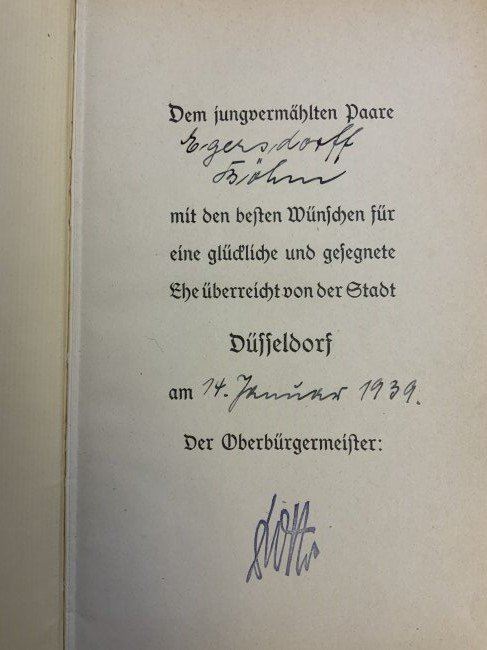 Dem jungvermählten Paare
Egersdorff
Böhm
mit den besten Wünschen für
eine glückliche und gesegnete
Ehe überreicht von der Stadt
Düsseldorf
am 14. Januar 1939.
Der Oberbürgermeister: